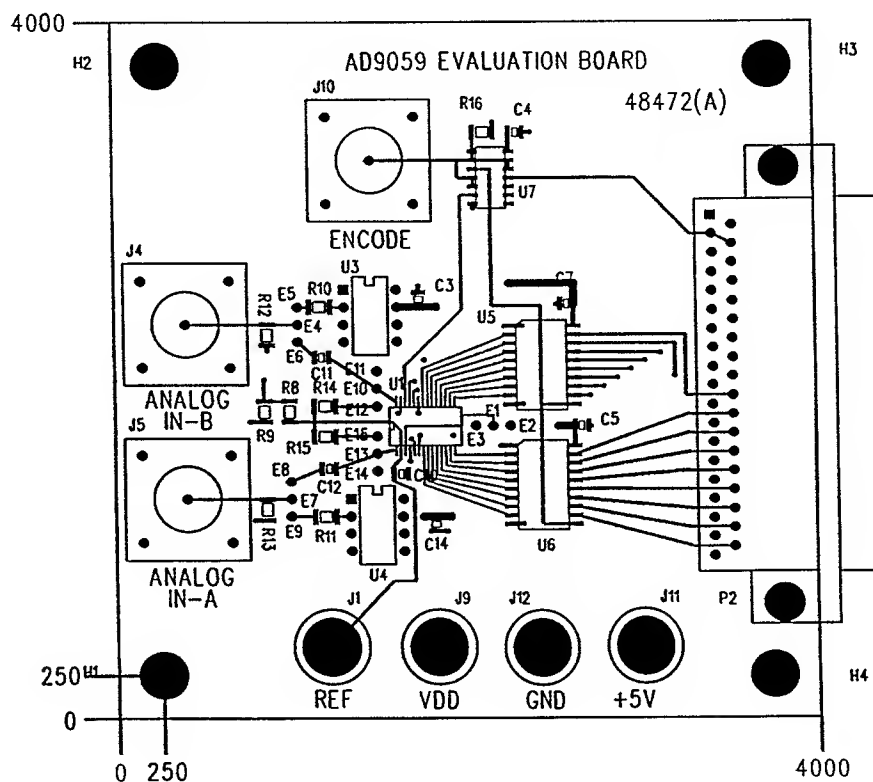 4000
H2
AD9059 EVALUATION BOARD
H3
J10
R16
C4
48472(A)
U7
ENCODE
J4
U3
C3
C7
E5
R10
R12
E4
U5
E6
C11
E11
U1
R8
R14
E10
ANALOG
IN-B
E12
E1
E2
C5
J5
R9
R15
E15
E3
E13
E8
C12
E14
C10
E7
R13
E9
R11
C14
U4
U6
ANALOG
IN-A
J1
J9
J12
J11
P2
250
H1
H4
REF
VDD
GND
+5V
0
0
250
4000